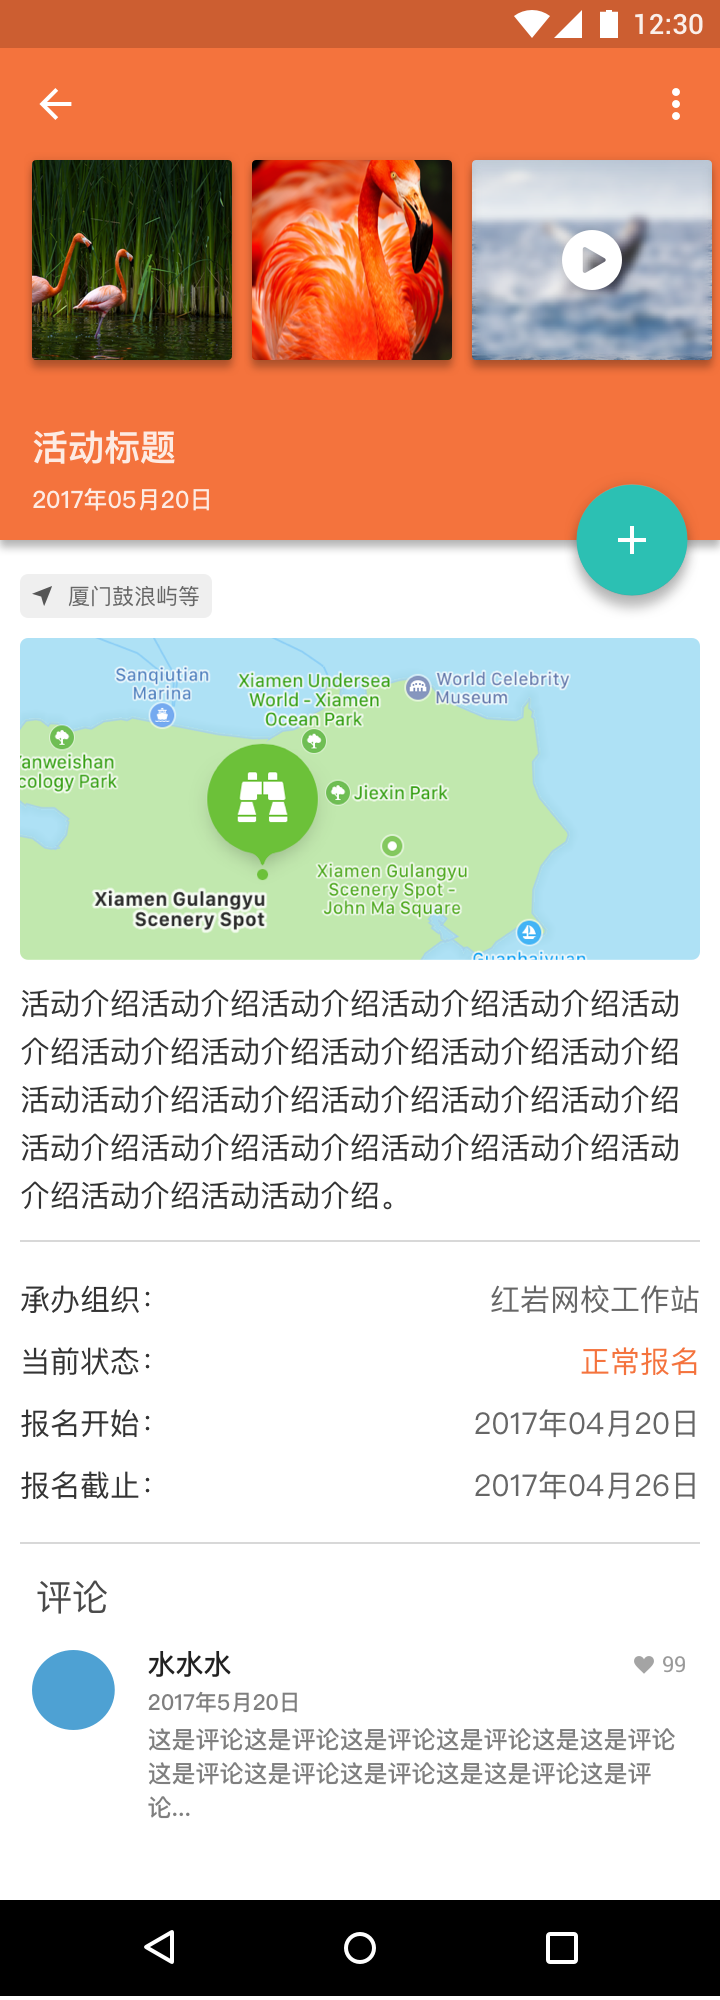 12:30
活动标题
2017年05月20日
厦门鼓浪屿等
Sanqiutian
Marina
Xiamen Undersea
World - Xiamen
Ocean Park
World Celebrity
Museum
Yanweishan
cology Park
Jiexin Park
Xiamen Gulangyu
Scenery Spot -
John Ma Square
Xiamen Gulangyu
Scenery Spot
Guanhaiyuan
活动介绍活动介绍活动介绍活动介绍活动介绍活动
介绍活动介绍活动介绍活动介绍活动介绍活动介绍
活动活动介绍活动介绍活动介绍活动介绍活动介绍
活动介绍活动介绍活动介绍活动介绍活动介绍活动
介绍活动介绍活动活动介绍。
承办组织： 红岩网校工作站
当前状态： 正常报名
报名开始： 2017年04月20日
报名截止： 2017年04月26日
评论
水水水 99
2017年5月20日
这是评论这是评论这是评论这是评论这是这是评论
这是评论这是评论这是评论这是这是评论这是评
论...